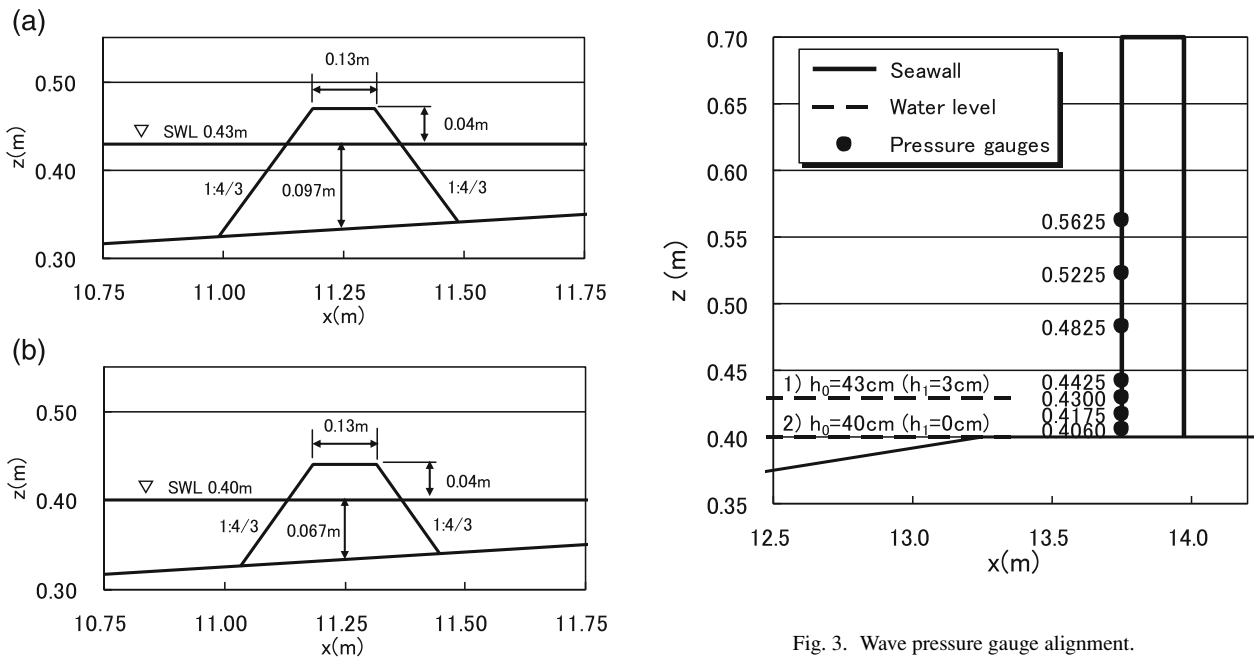 (a)
z(m)
0.50
0.40
0.30
0.13m
0.04m
▽ SWL 0.43m
1:4/3
0.097m
1:4/3
10.75 11.00 11.25 11.50 11.75
x(m)
(b)
z(m)
0.50
0.40
0.30
0.13m
0.04m
▽ SWL 0.40m
1:4/3
0.067m
1:4/3
10.75 11.00 11.25 11.50 11.75
x(m)
z (m)
0.70
0.65
0.60
0.55
0.50
0.45
0.40
0.35
Seawall
Water level
Pressure gauges
0.5625
0.5225
0.4825
0.4425
0.4300
0.4175
0.4060
1) h₀=43cm (h₁=3cm)
2) h₀=40cm (h₁=0cm)
12.5 13.0 13.5 14.0
x(m)
Fig. 3. Wave pressure gauge alignment.